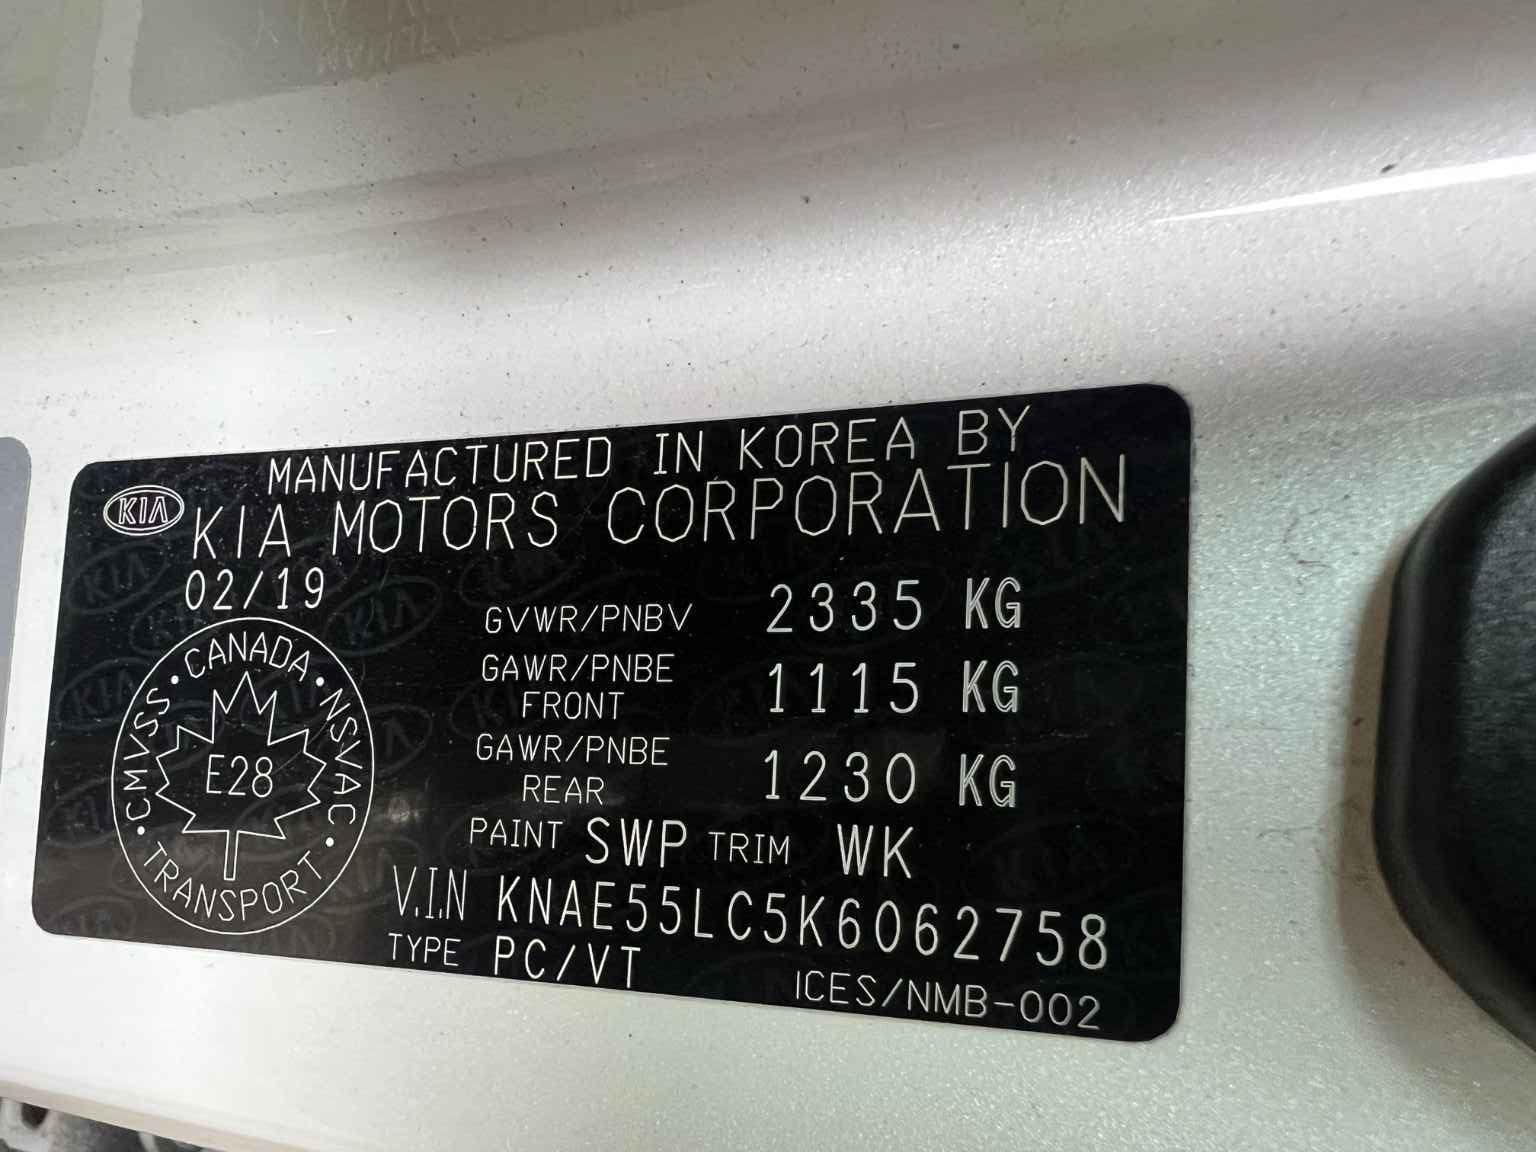 MANUFACTURED IN KOREA BY
KIA KIA MOTORS CORPORATION
02/19
GVWR/PNBV 2335 KG
GAWR/PNBE FRONT 1115 KG
GAWR/PNBE REAR 1230 KG
CMVSS • CANADA • NSVAC • TRANSPORT •
E28
PAINT SWP TRIM WK
V.I.N KNAE55LC5K6062758
TYPE PC/VT
ICES/NMB-002